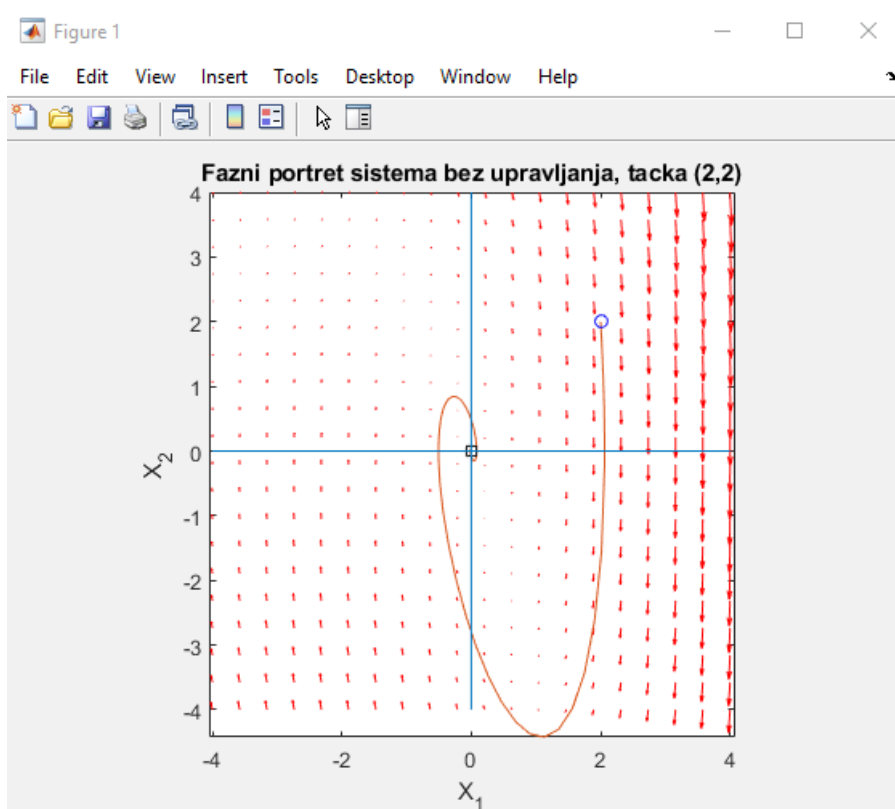 Figure 1
File Edit View Insert Tools Desktop Window Help
Fazni portret sistema bez upravljanja, tacka (2,2)
4
3
2
1
0
-1
-2
-3
-4
X2
-4 -2 0 2 4
X1